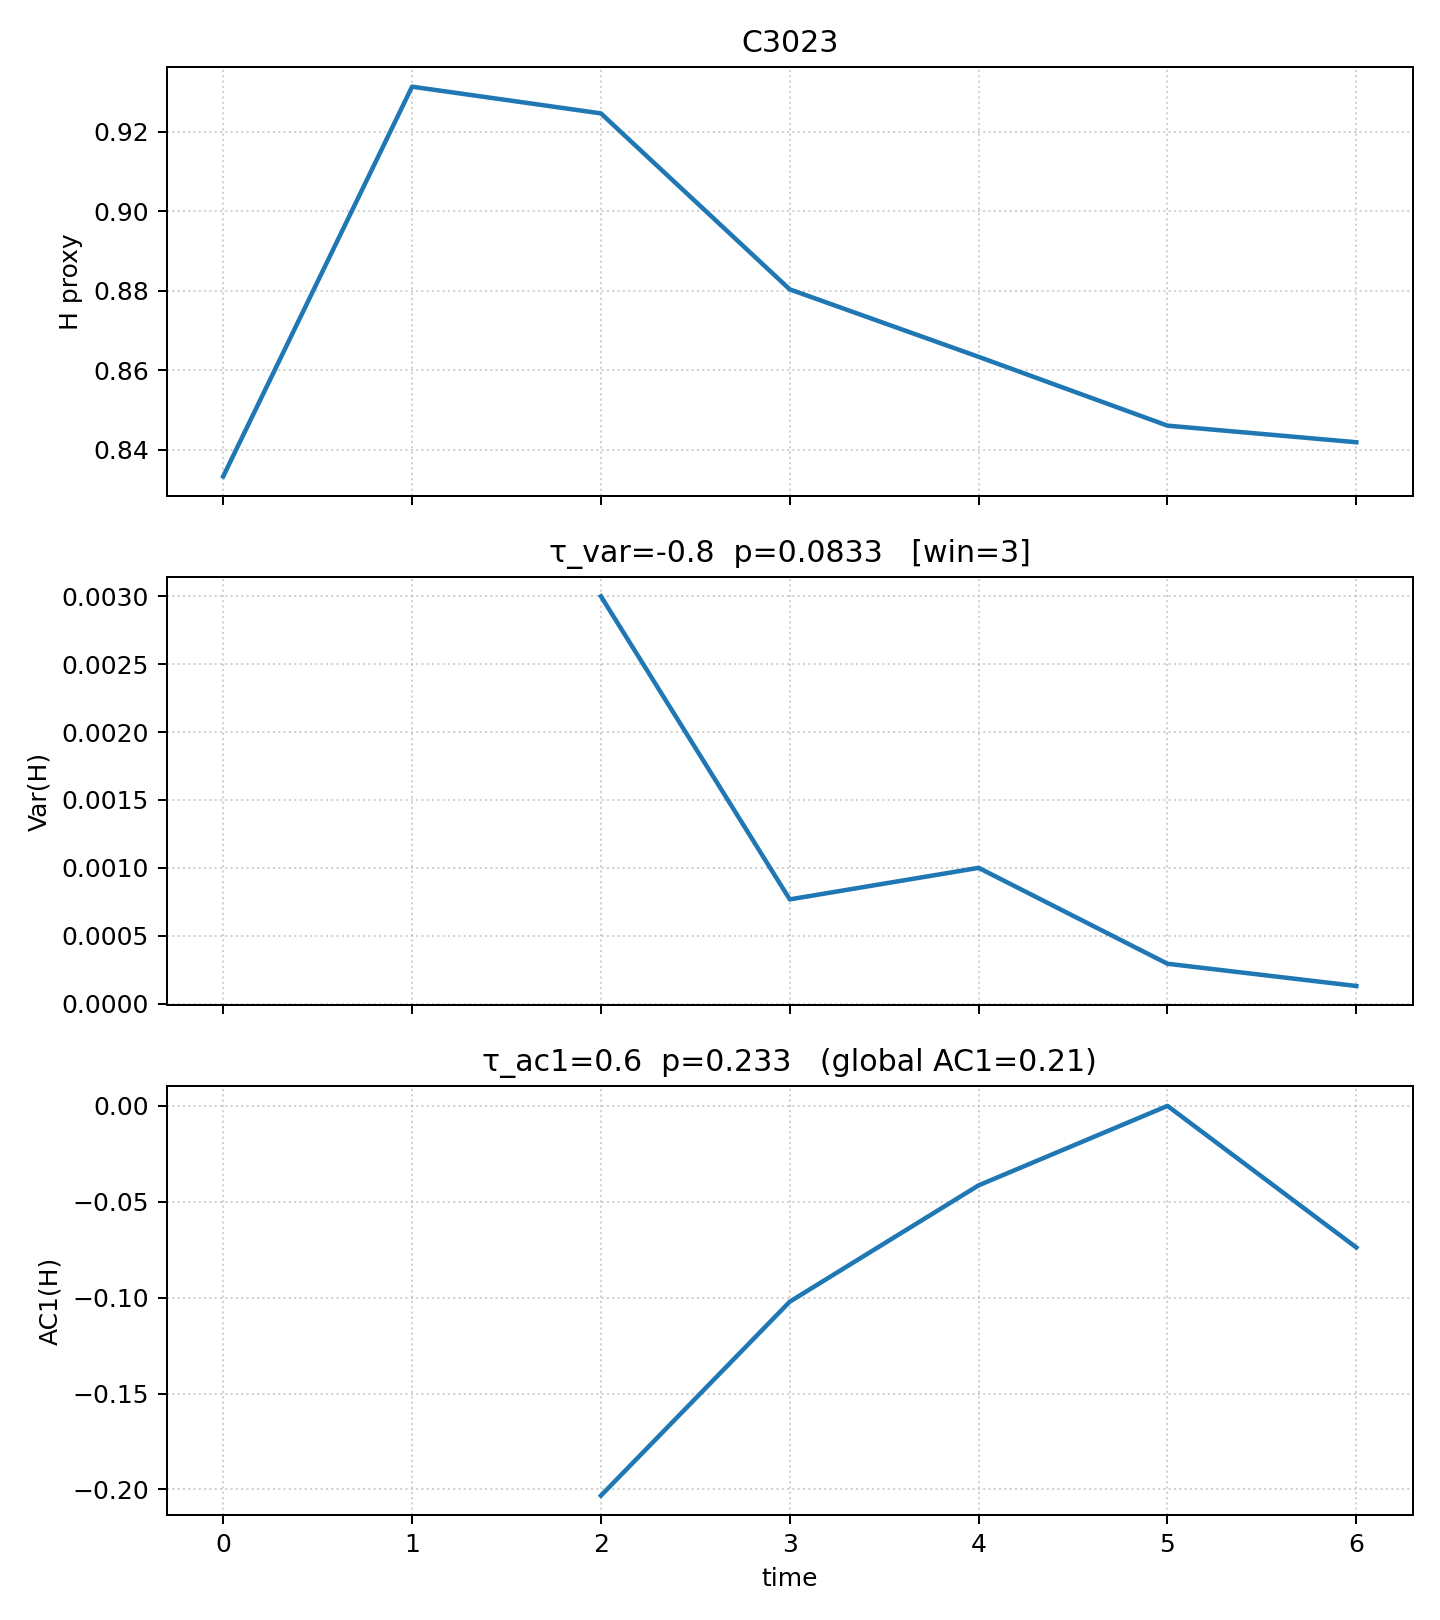 C3023
H proxy
0.92
0.90
0.88
0.86
0.84
τ_var=-0.8  p=0.0833   [win=3]
Var(H)
0.0030
0.0025
0.0020
0.0015
0.0010
0.0005
0.0000
τ_ac1=0.6  p=0.233   (global AC1=0.21)
AC1(H)
0.00
−0.05
−0.10
−0.15
−0.20
0 1 2 3 4 5 6
time